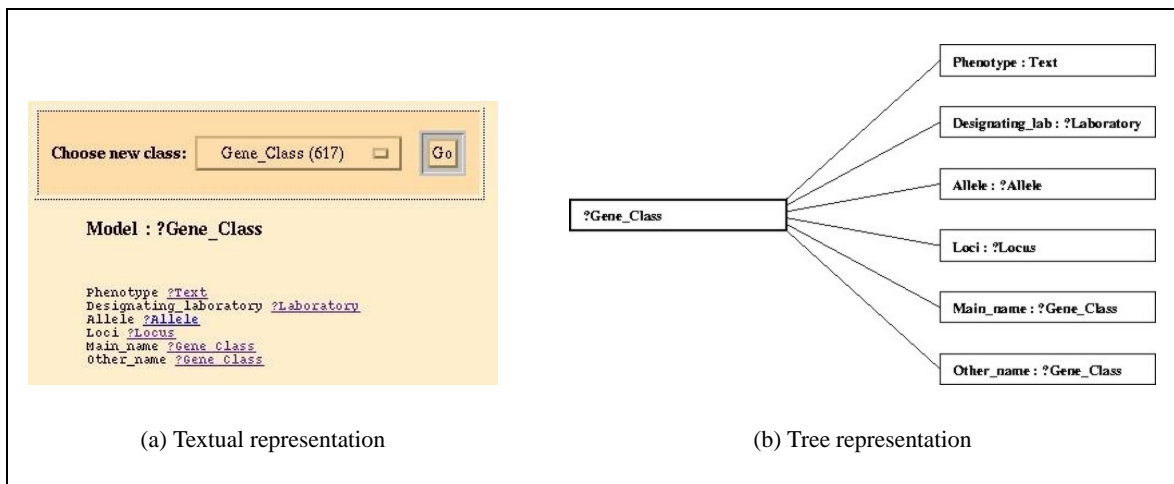 Choose new class: Gene_Class (617) Go
Model : ?Gene_Class
Phenotype ?Text
Designating_laboratory ?Laboratory
Allele ?Allele
Loci ?Locus
Main_name ?Gene_Class
Other_name ?Gene_Class
(a) Textual representation
?Gene_Class
Phenotype : Text
Designating_lab : ?Laboratory
Allele : ?Allele
Loci : ?Locus
Main_name : ?Gene_Class
Other_name : ?Gene_Class
(b) Tree representation